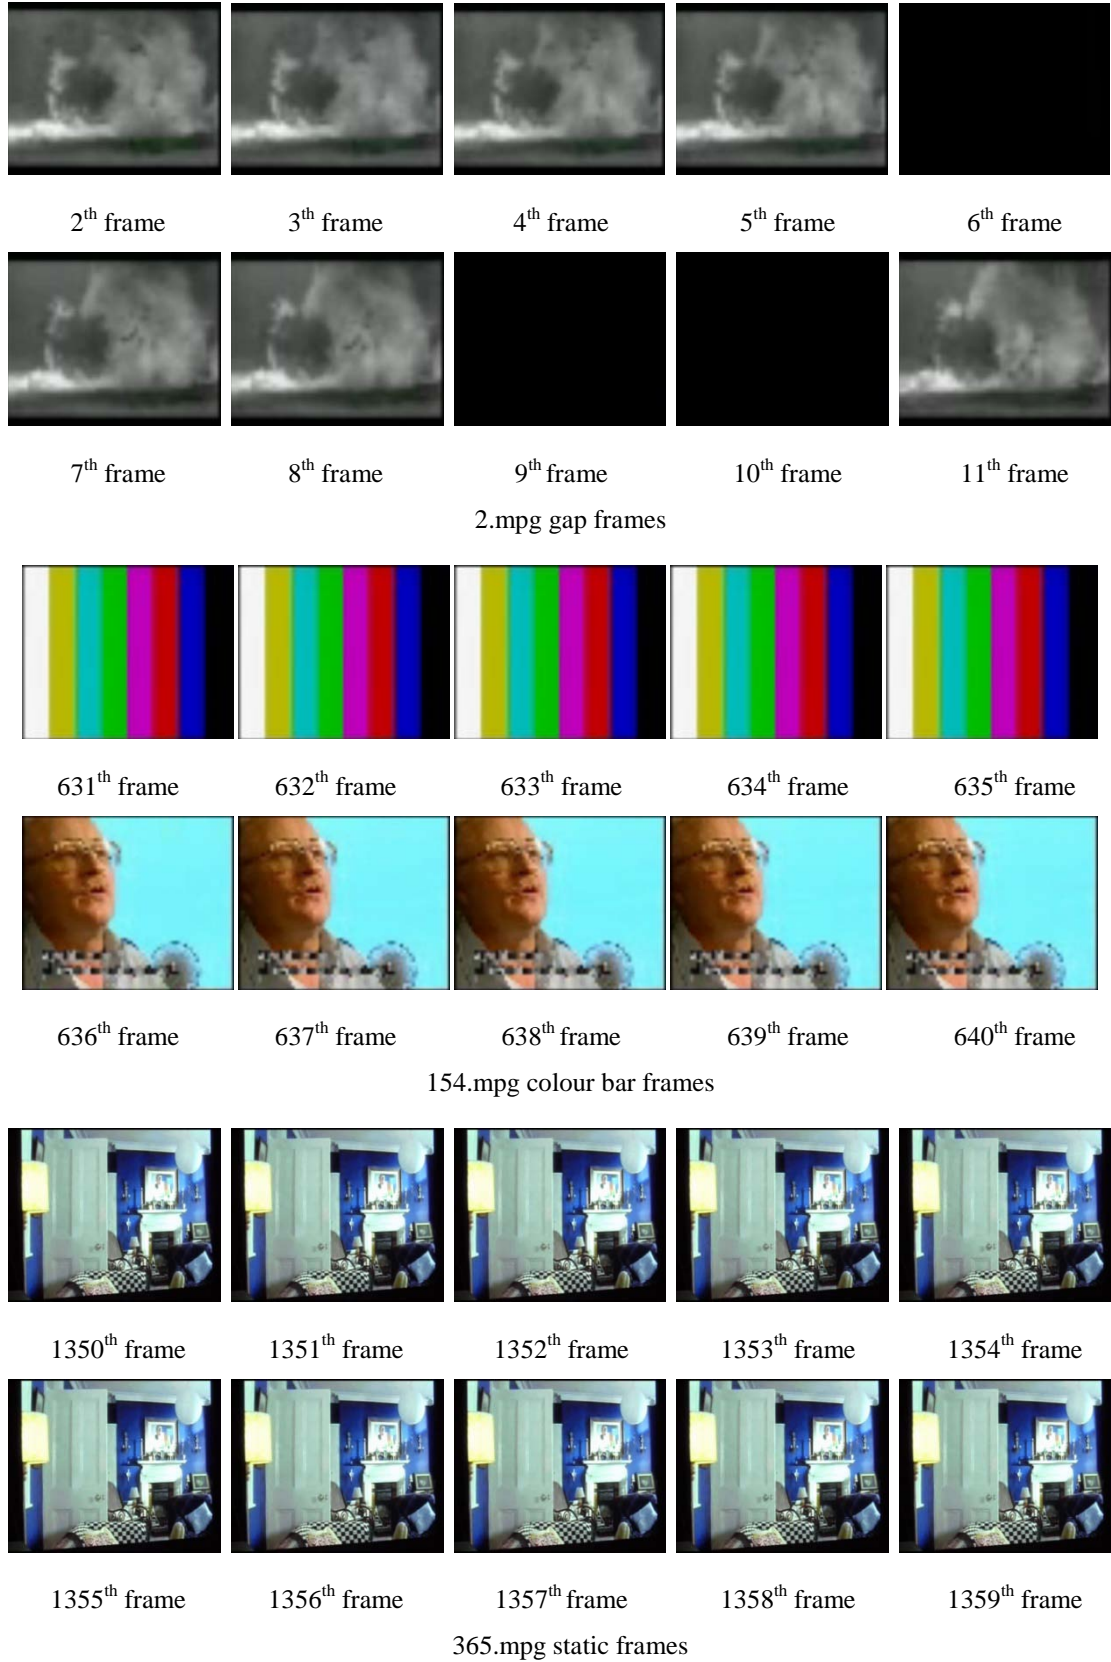 2th frame 3th frame 4th frame 5th frame 6th frame
7th frame 8th frame 9th frame 10th frame 11th frame
2.mpg gap frames
631th frame 632th frame 633th frame 634th frame 635th frame
636th frame 637th frame 638th frame 639th frame 640th frame
154.mpg colour bar frames
1350th frame 1351th frame 1352th frame 1353th frame 1354th frame
1355th frame 1356th frame 1357th frame 1358th frame 1359th frame
365.mpg static frames